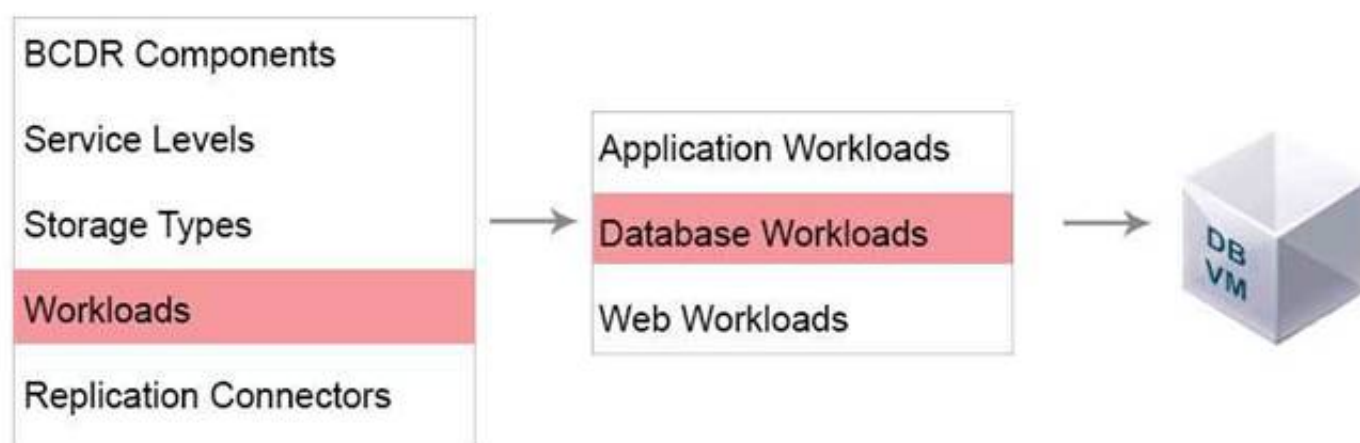 BCDR Components
Service Levels
Storage Types
Workloads
Replication Connectors
Application Workloads
Database Workloads
Web Workloads
DB
VM